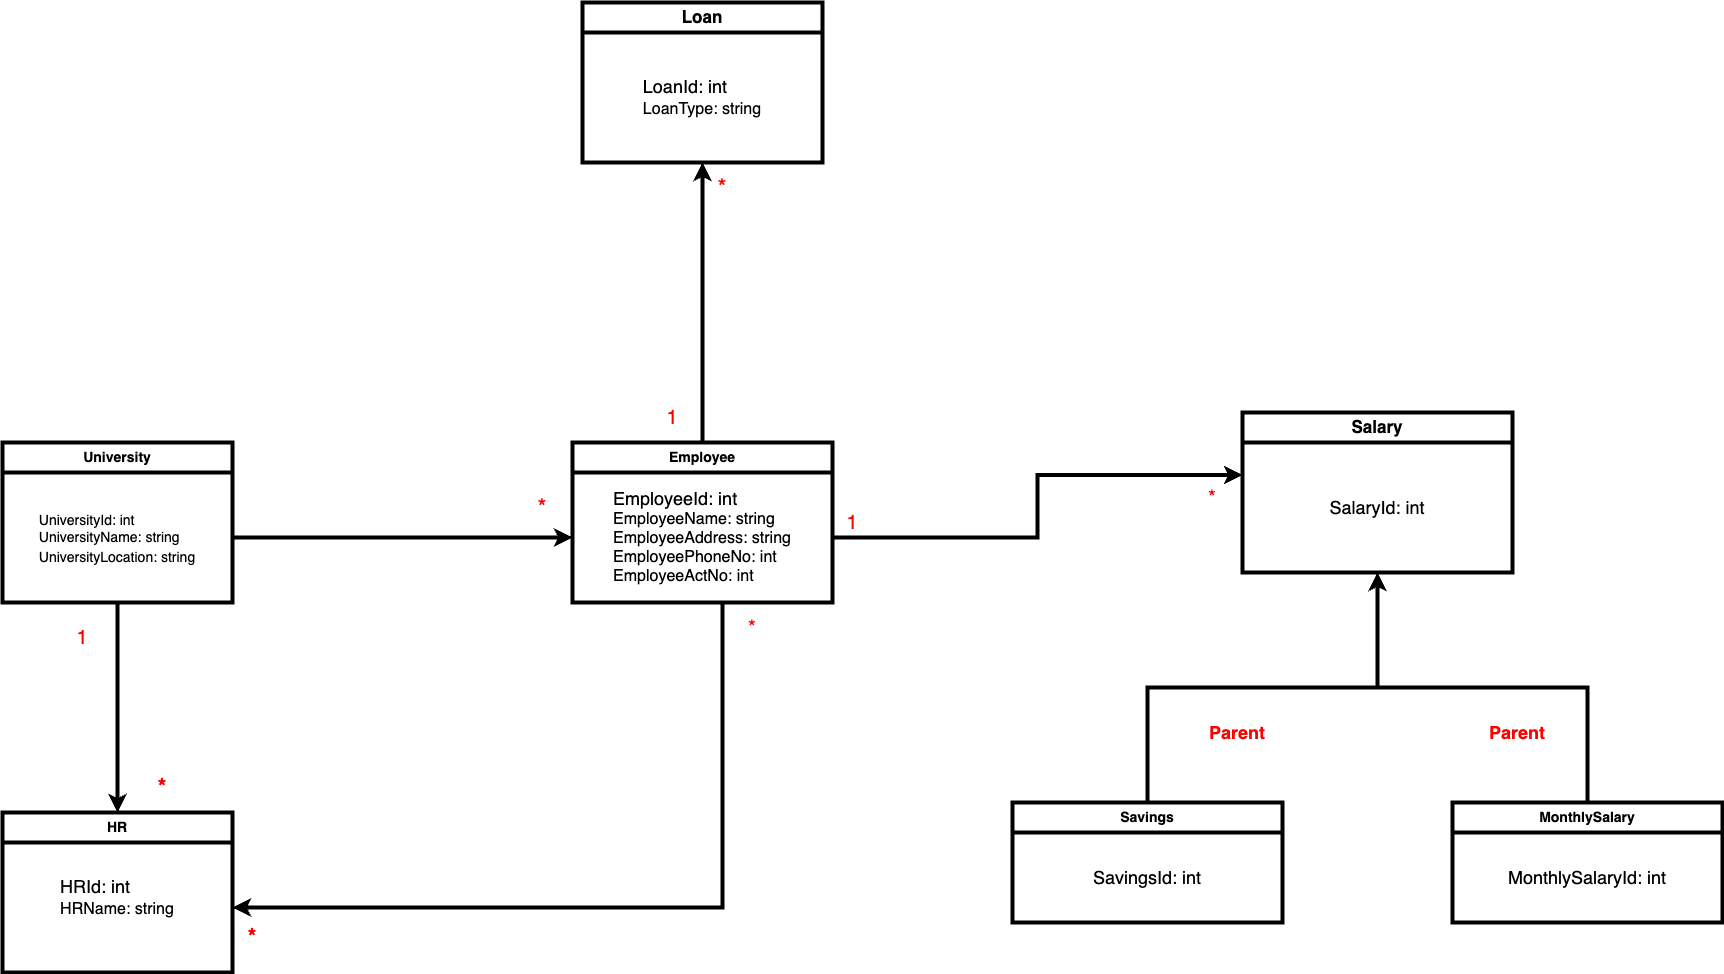 Loan
LoanId: int
LoanType: string
*
1
University
UniversityId: int
UniversityName: string
UniversityLocation: string
*
Employee
EmployeeId: int
EmployeeName: string
EmployeeAddress: string
EmployeePhoneNo: int
EmployeeActNo: int
1
*
Salary
SalaryId: int
1
*
*
Parent
Parent
HR
HRId: int
HRName: string
*
Savings
SavingsId: int
MonthlySalary
MonthlySalaryId: int